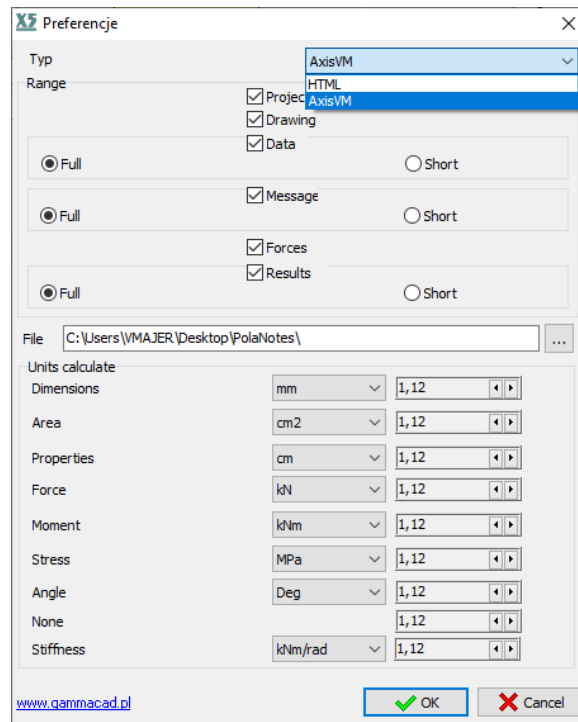 X5 Preferencje
Typ AxisVM
HTML
AxisVM
Range
Projec
Drawing
Data
Full Short
Message
Full Short
Forces
Results
Full Short
File C:\Users\VMAJER\Desktop\PolaNotes\ ...
Units calculate
Dimensions mm 1,12
Area cm2 1,12
Properties cm 1,12
Force kN 1,12
Moment kNm 1,12
Stress MPa 1,12
Angle Deg 1,12
None 1,12
Stiffness kNm/rad 1,12
www.gammacad.pl OK Cancel